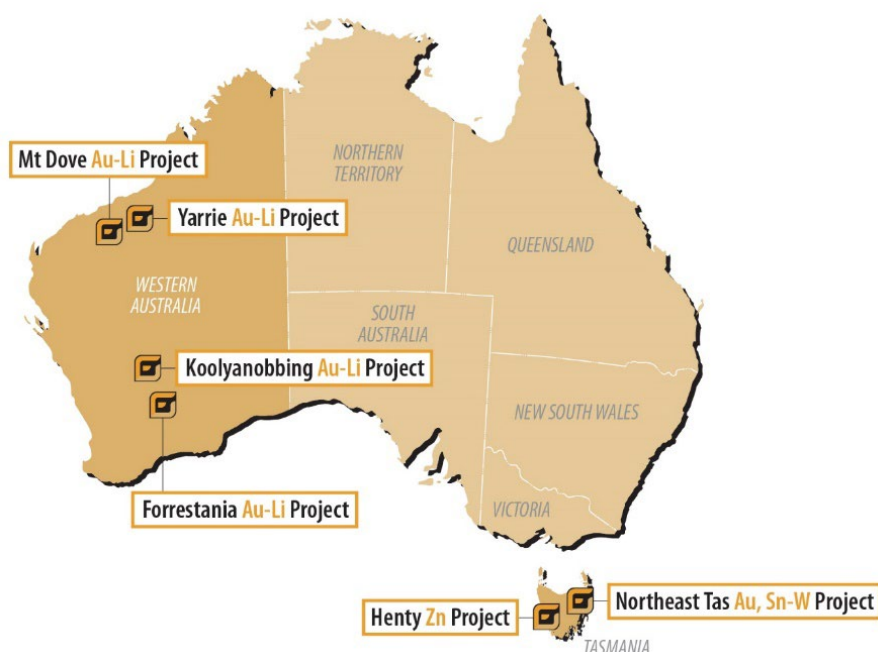 Mt Dove Au-Li Project
Yarrie Au-Li Project
NORTHERN
TERRITORY
QUEENSLAND
WESTERN
AUSTRALIA
SOUTH
AUSTRALIA
Koolyanobbing Au-Li Project
NEW SOUTH WALES
Forrestania Au-Li Project
VICTORIA
Henty Zn Project
Northeast Tas Au, Sn-W Project
TASMANIA